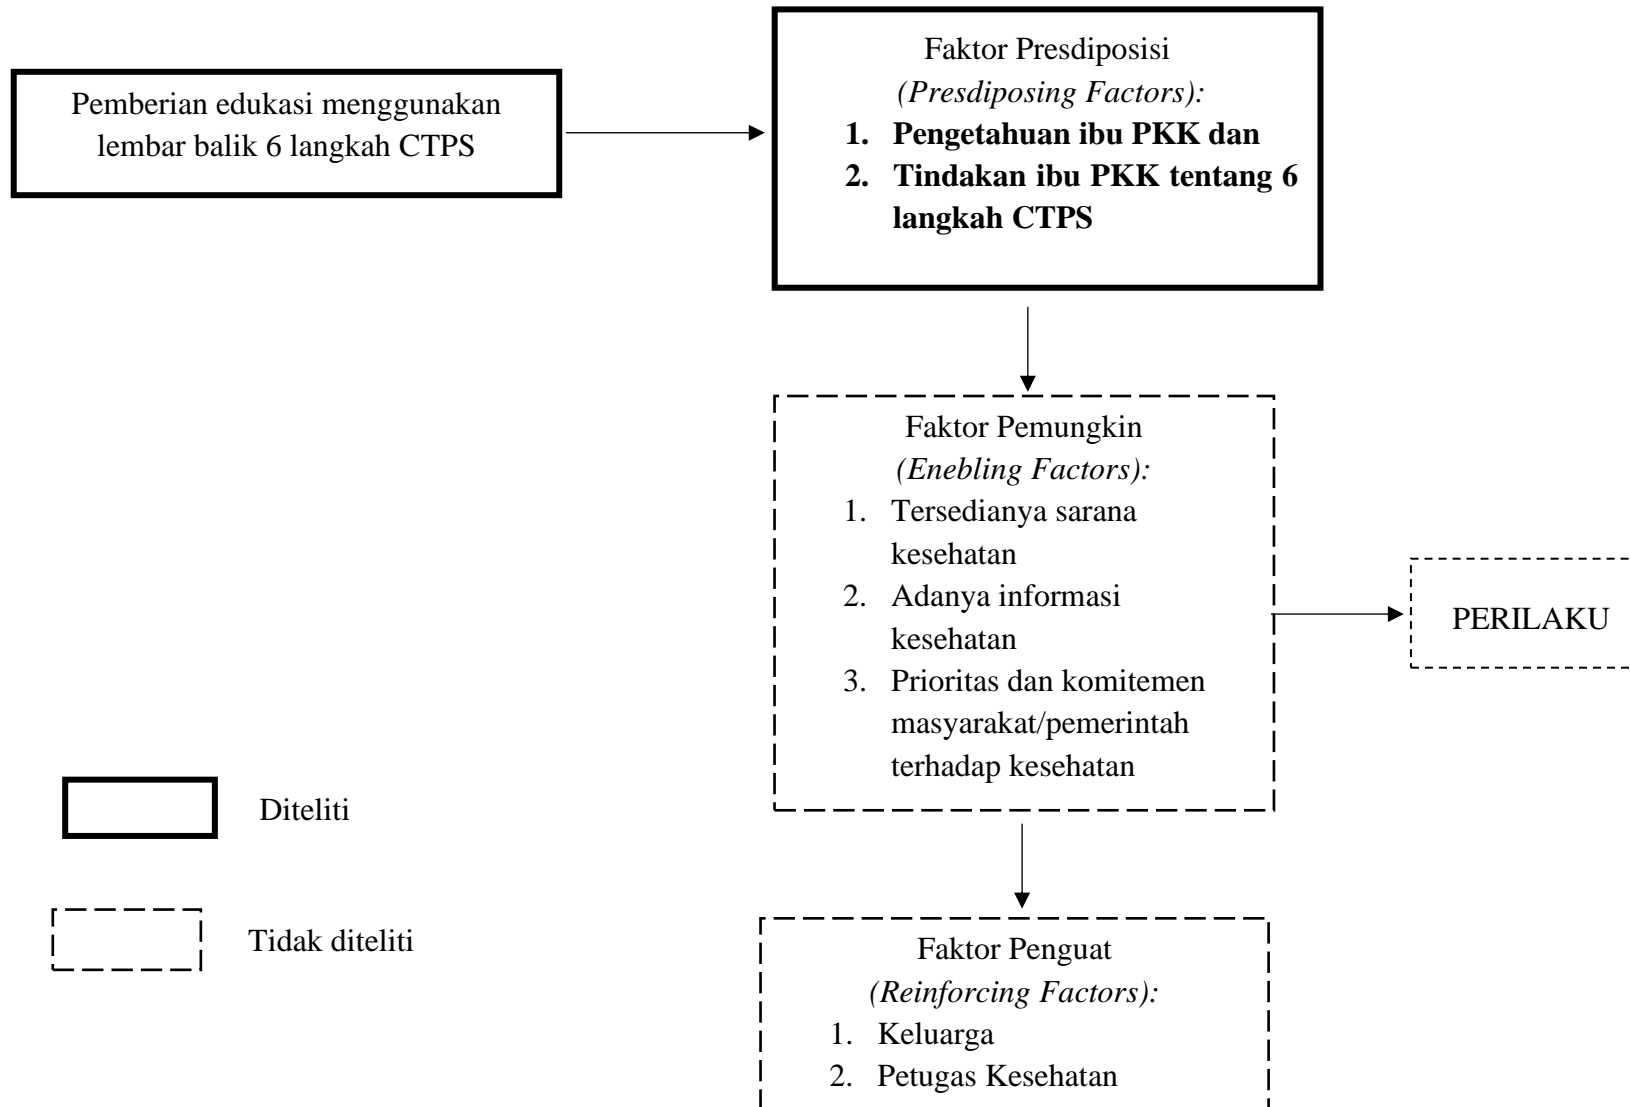 Pemberian edukasi menggunakan
lembar balik 6 langkah CTPS
Faktor Presdiposisi
(Presdiposing Factors):
1. Pengetahuan ibu PKK dan
2. Tindakan ibu PKK tentang 6
langkah CTPS
Faktor Pemungkin
(Enebling Factors):
1. Tersedianya sarana
kesehatan
2. Adanya informasi
kesehatan
3. Prioritas dan komitemen
masyarakat/pemerintah
terhadap kesehatan
PERILAKU
Faktor Penguat
(Reinforcing Factors):
1. Keluarga
2. Petugas Kesehatan
Diteliti
Tidak diteliti